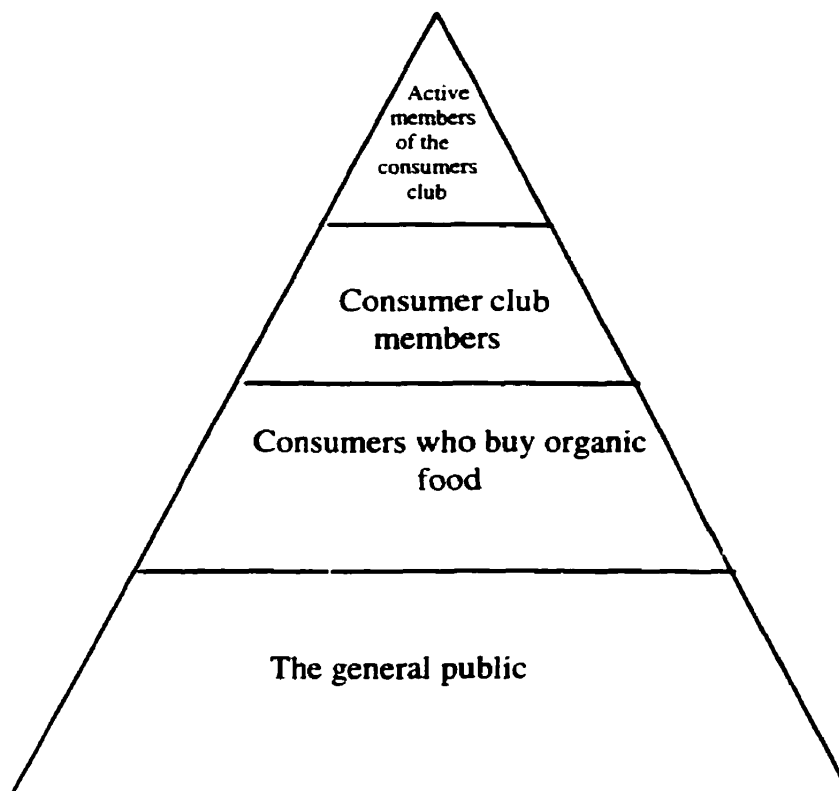 Active
members
of the
consumers
club
Consumer club
members
Consumers who buy organic
food
The general public